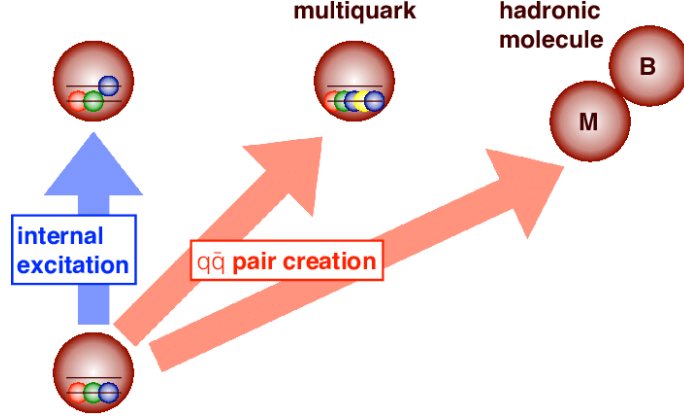 multiquark
hadronic
molecule
B
M
internal
excitation
qq̄ pair creation